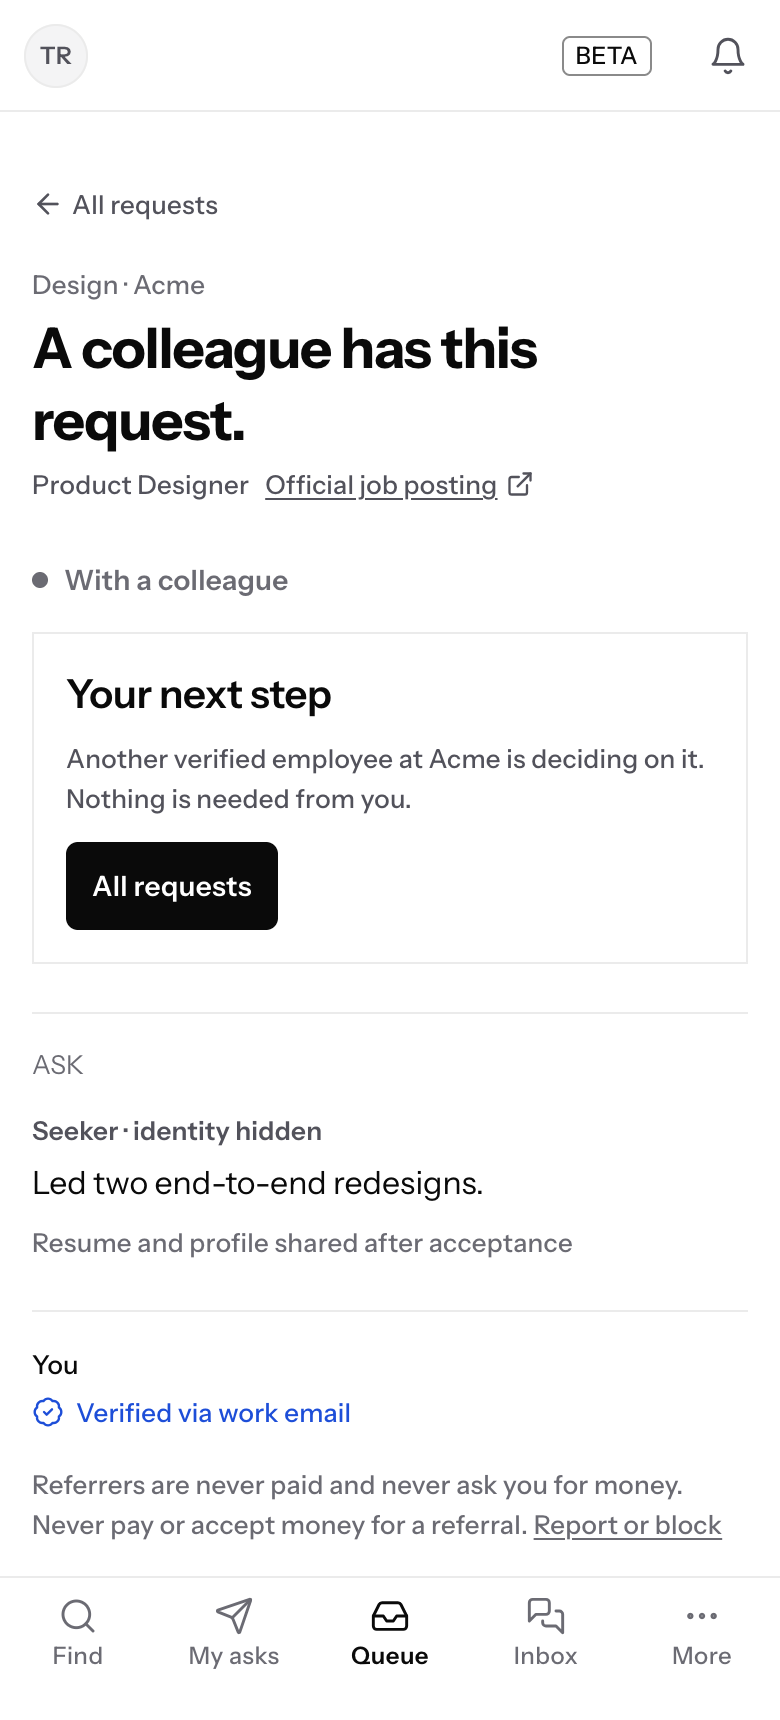 TR
BETA
All requests
Design · Acme
A colleague has this
request.
Product Designer Official job posting
With a colleague
Your next step
Another verified employee at Acme is deciding on it.
Nothing is needed from you.
All requests
ASK
Seeker · identity hidden
Led two end-to-end redesigns.
Resume and profile shared after acceptance
You
Verified via work email
Referrers are never paid and never ask you for money.
Never pay or accept money for a referral. Report or block
Find My asks Queue Inbox More